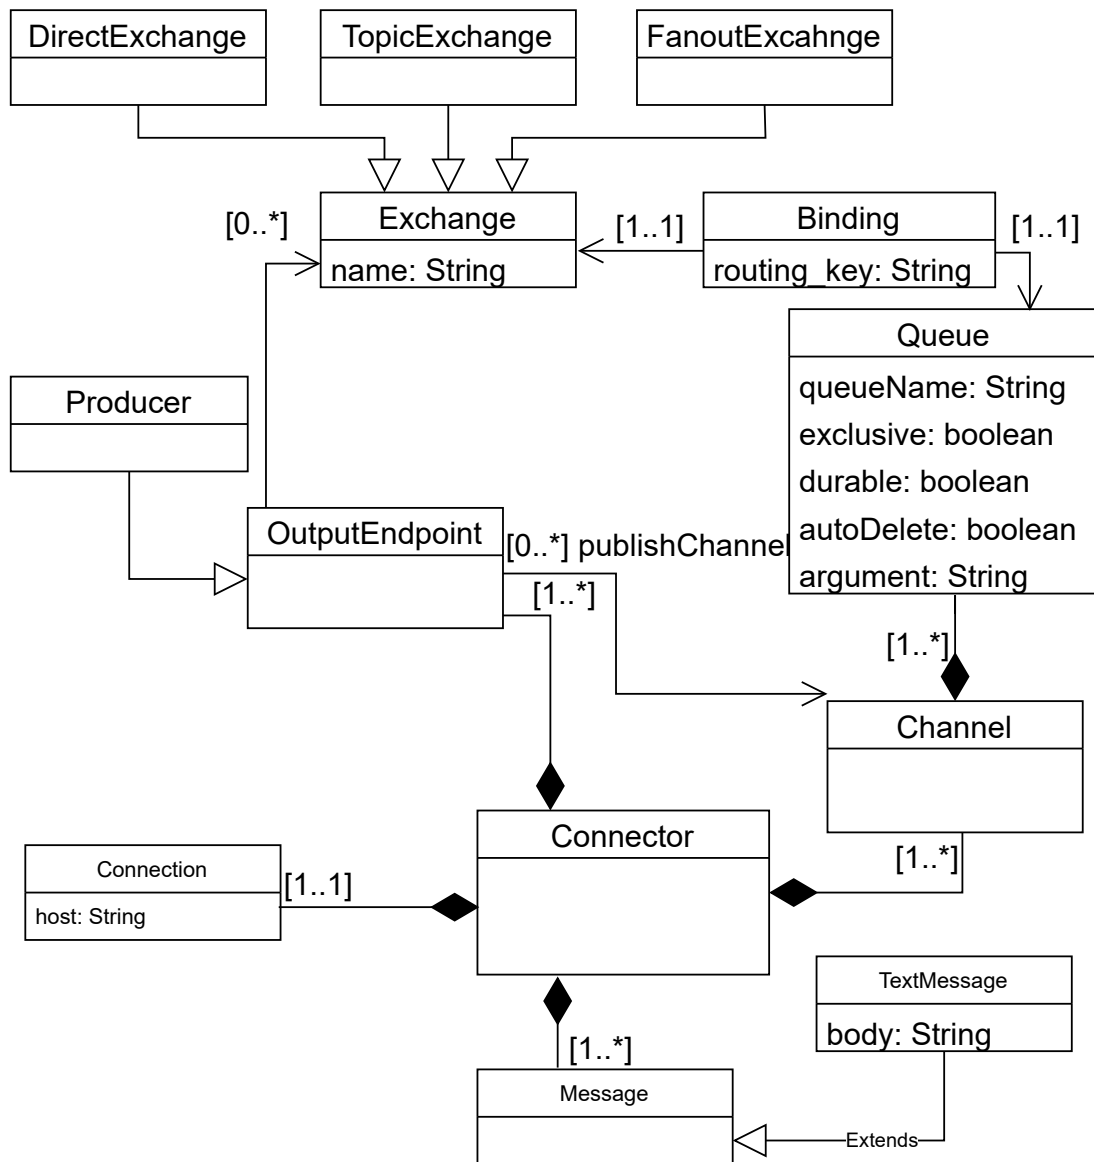 DirectExchange
TopicExchange
FanoutExcahnge
[0..*]
Exchange
name: String
[1..1]
Binding
routing_key: String
[1..1]
Queue
queueName: String
exclusive: boolean
durable: boolean
autoDelete: boolean
argument: String
Producer
OutputEndpoint
[0..*] publishChannel
[1..*]
[1..*]
Channel
Connector
[1..*]
Connection
host: String
[1..1]
TextMessage
body: String
[1..*]
Message
Extends